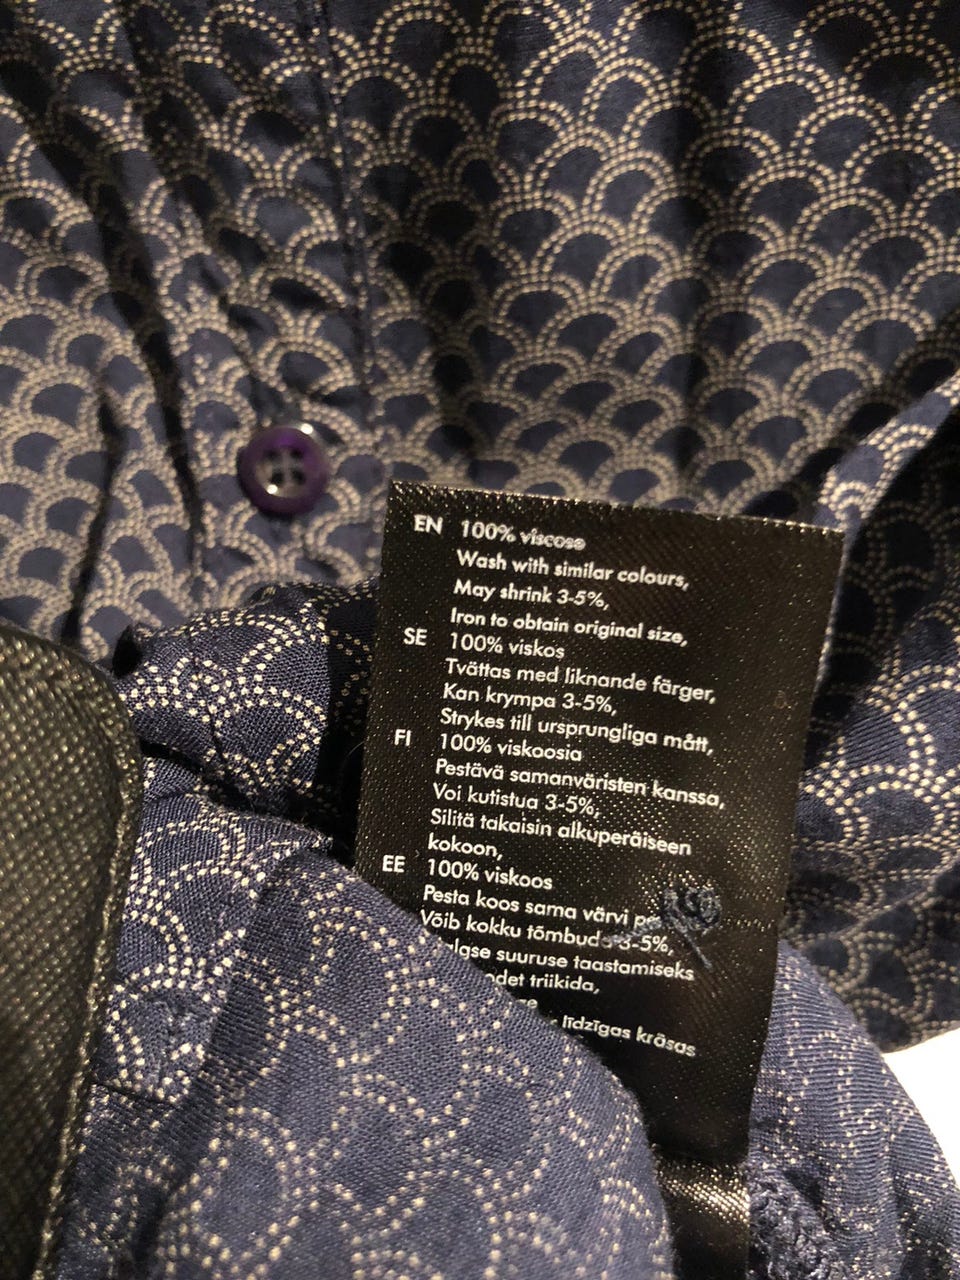 EN 100% viscose
Wash with similar colours,
May shrink 3-5%,
Iron to obtain original size,
SE 100% viskos
Tvättas med liknande färger,
Kan krympa 3-5%,
Strykes till ursprungliga mått,
FI 100% viskoosia
Pestävä samanväristen kanssa,
Voi kutistua 3-5%,
Silitä takaisin alkuperäiseen
kokoon,
EE 100% viskoos
Pesta koos sama värvi
Võib kokku tõmbuda 3-5%,
suuruse taastamiseks
triikida,
līdzīgas krāsas